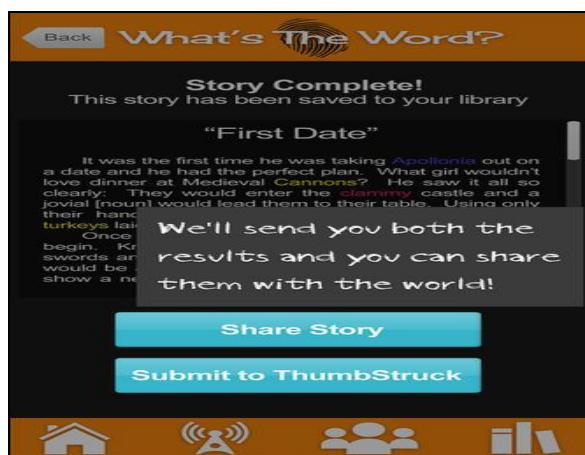 Back
What's The Word?
Story Complete!
This story has been saved to your library
“First Date”
It was the first time he was taking Apollonia out on
a date and he had the perfect plan. What girl wouldn't
love dinner at Medieval Cannons? He saw it all so
clearly: They would enter the clammy castle and a
jovial [noun] would lead them to their table. Using only
their
turkeys
Once
begin.
swords
would be
show a
We'll send you both the
results and you can share
them with the world!
Share Story
Submit to ThumbStruck